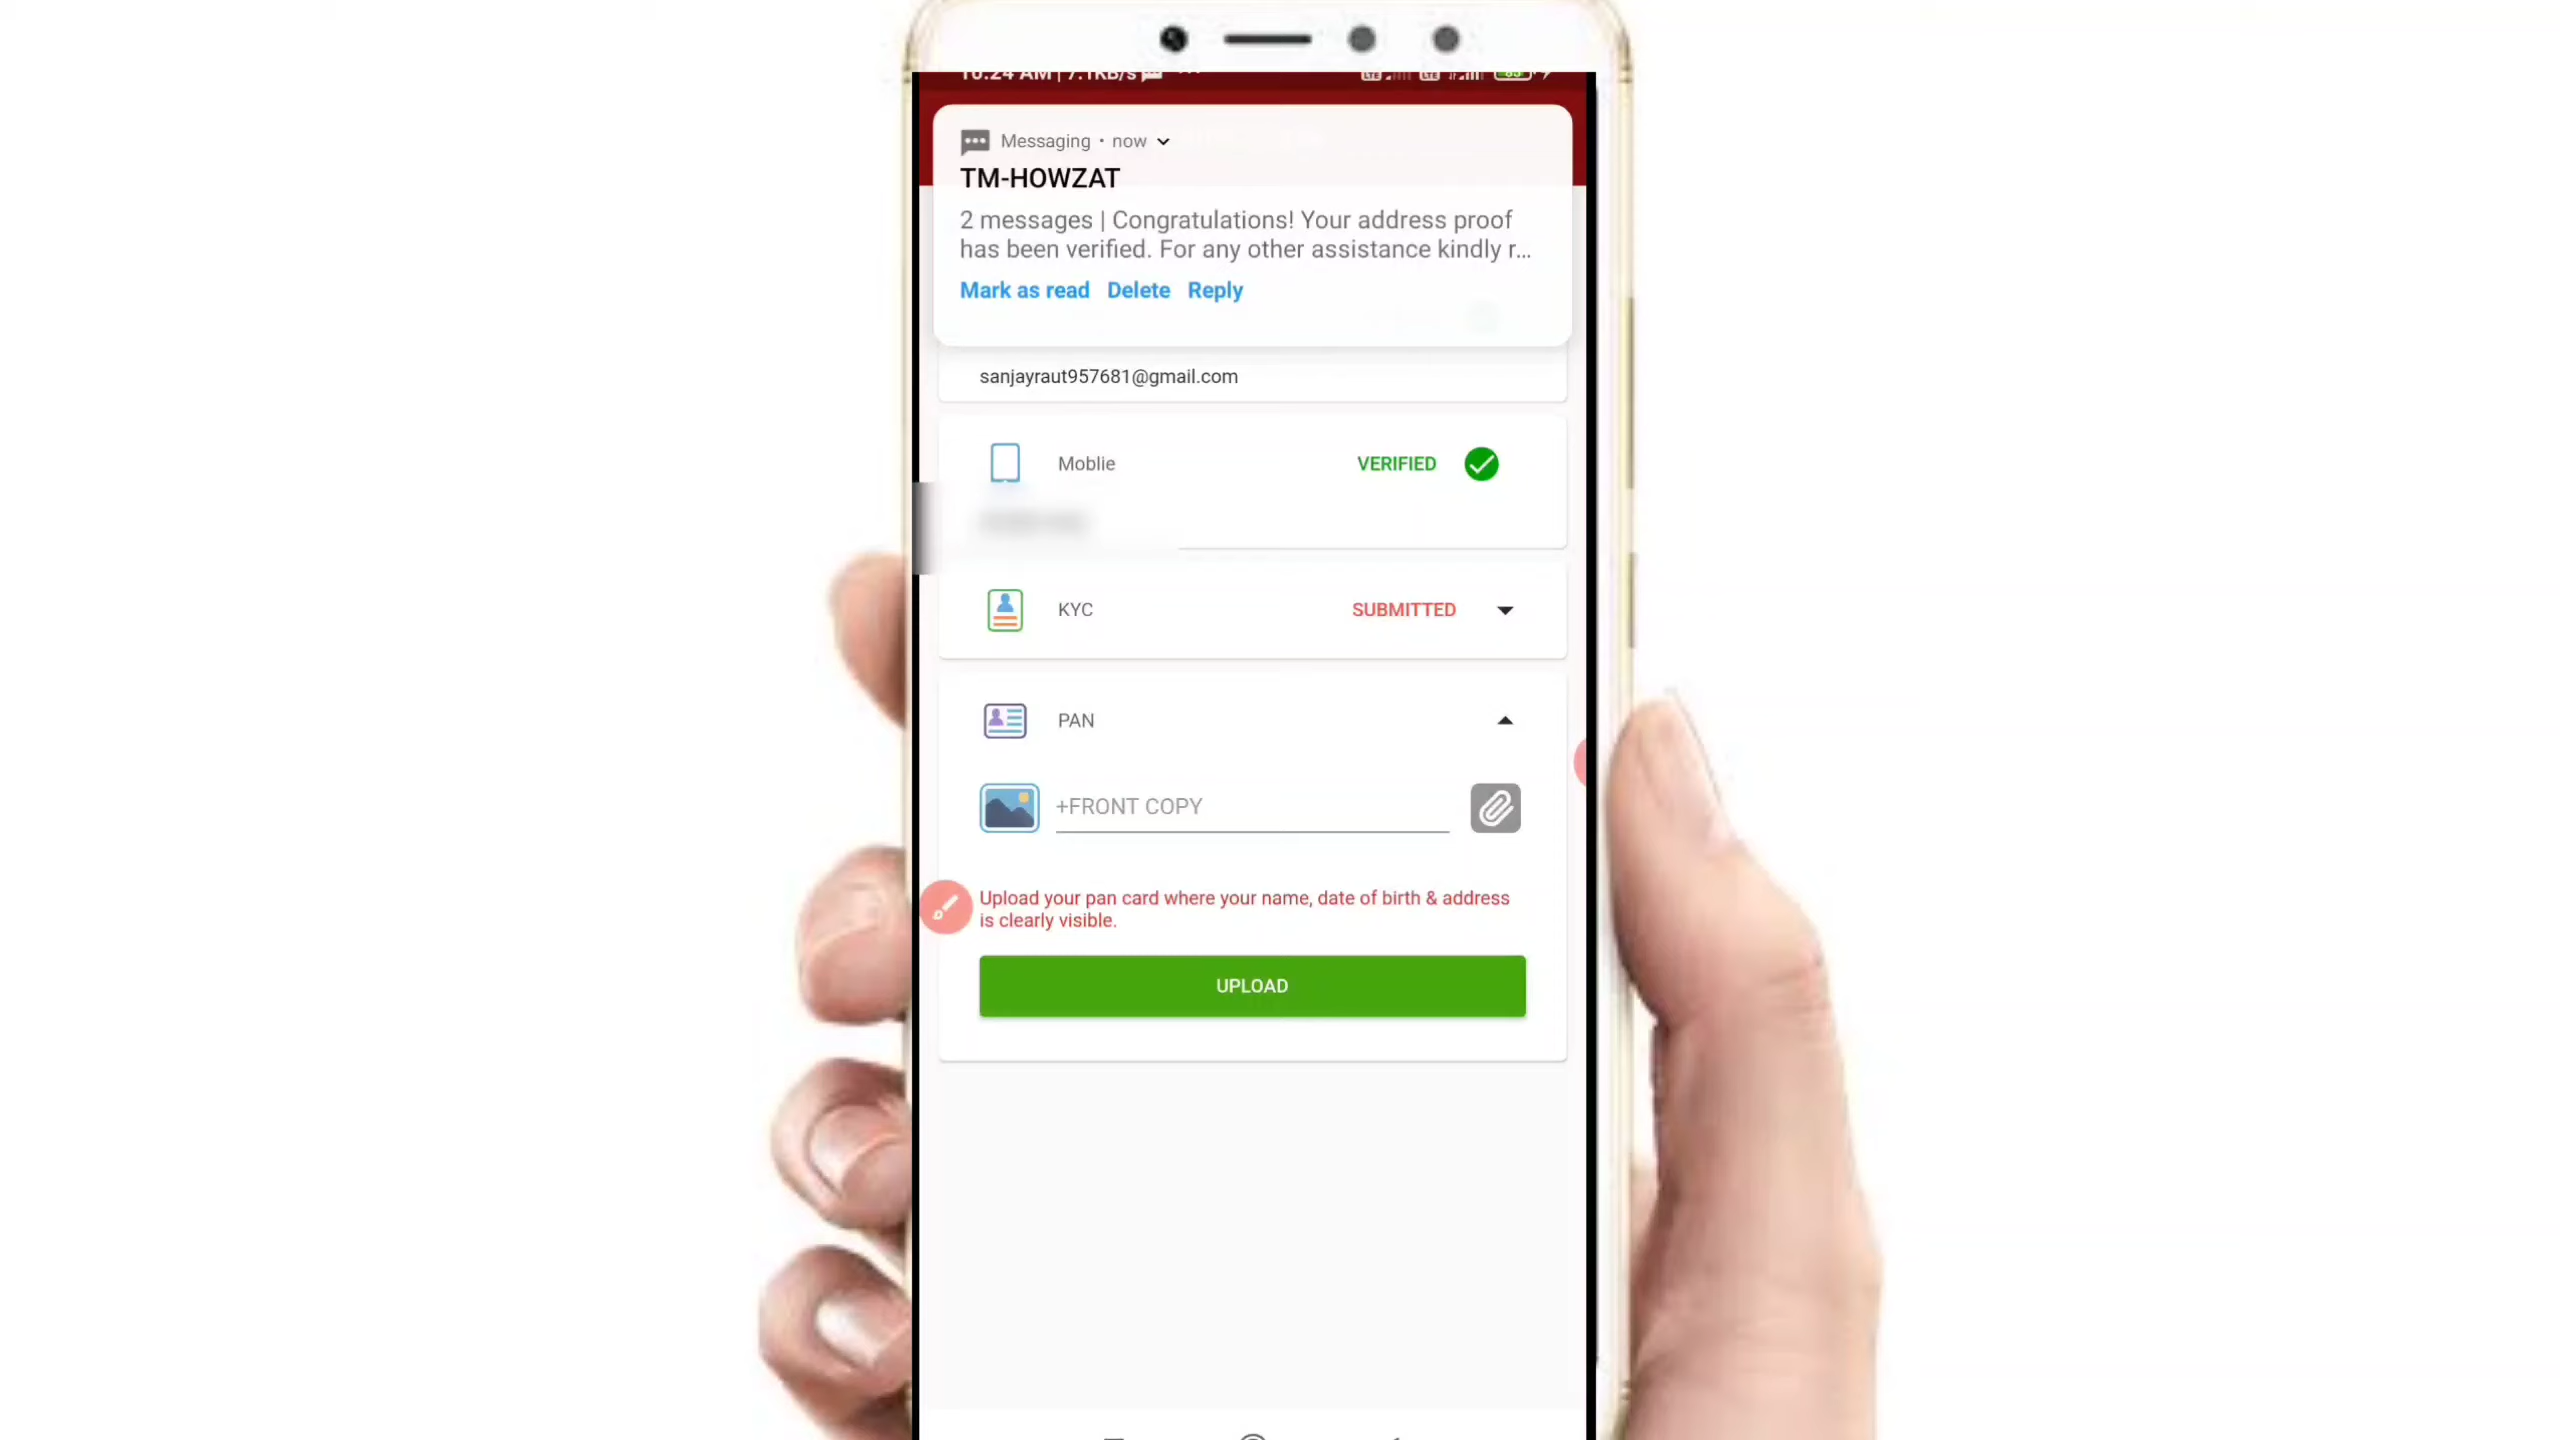 10:24 AM | 7.1KB/s
Messaging • now
TM-HOWZAT
2 messages | Congratulations! Your address proof
has been verified. For any other assistance kindly r...
Mark as read Delete Reply
sanjayraut957681@gmail.com
Moblie VERIFIED
KYC SUBMITTED
PAN
+FRONT COPY
Upload your pan card where your name, date of birth & address
is clearly visible.
UPLOAD